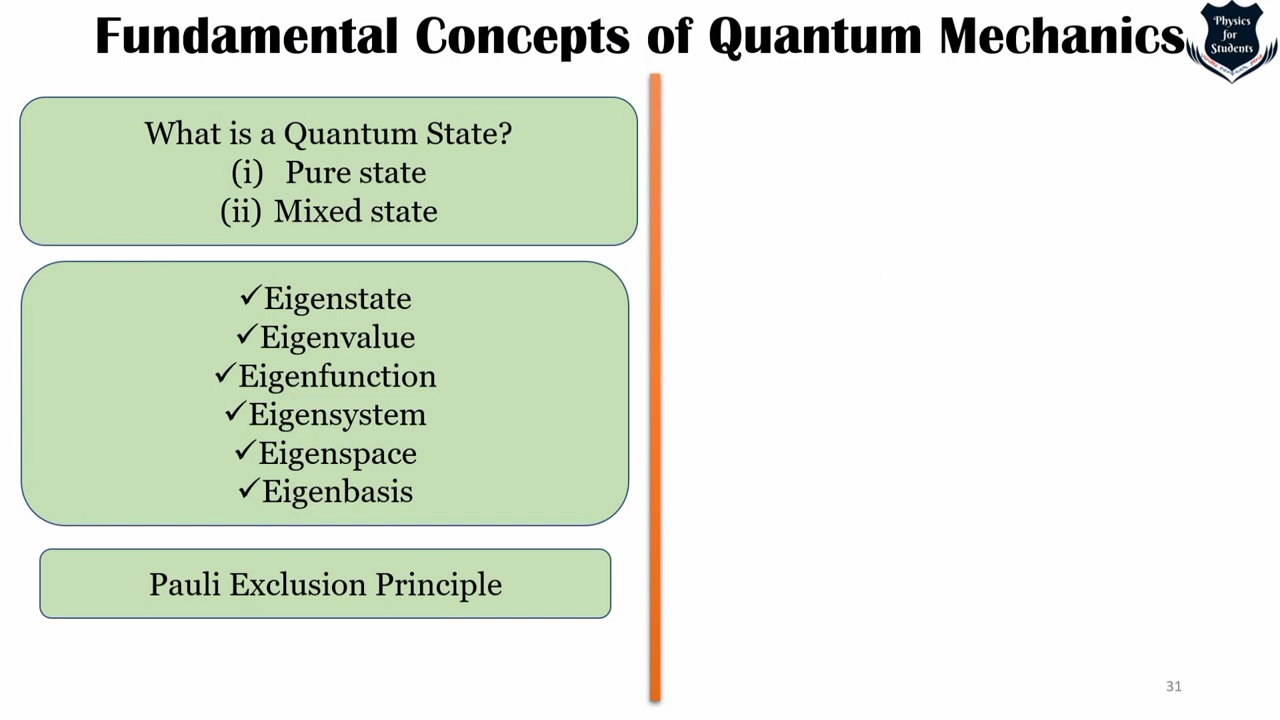 Fundamental Concepts of Quantum Mechanics
Physics
for
Students
What is a Quantum State?
(i) Pure state
(ii) Mixed state
✓Eigenstate
✓Eigenvalue
✓Eigenfunction
✓Eigensystem
✓Eigenspace
✓Eigenbasis
Pauli Exclusion Principle
31